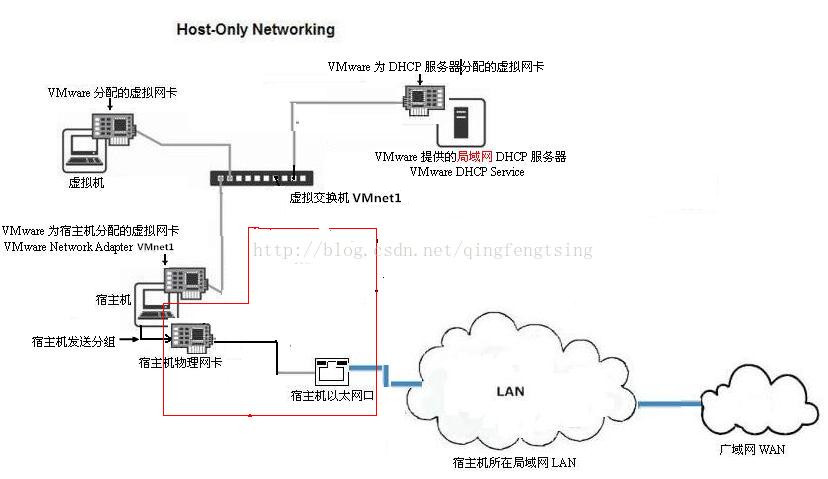 Host-Only Networking
VMware 为 DHCP 服务器分配的虚拟网卡
VMware 分配的虚拟网卡
VMware 提供的局域网 DHCP 服务器
VMware DHCP Service
虚拟机
虚拟交换机 VMnet1
VMware 为宿主机分配的虚拟网卡
VMware Network Adapter VMnet1
http://blog.csdn.net/qingfengtsing
宿主机
宿主机发送分组
宿主机物理网卡
宿主机以太网口
LAN
宿主机所在局域网 LAN
广域网 WAN